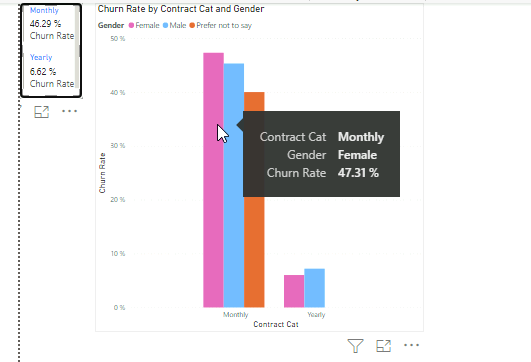 Monthly
46.29 %
Churn Rate
Yearly
6.62 %
Churn Rate
Churn Rate by Contract Cat and Gender
Gender Female Male Prefer not to say
50 %
40 %
30 %
20 %
10 %
0 %
Churn Rate
Contract Cat Monthly
Gender Female
Churn Rate 47.31 %
Monthly Yearly
Contract Cat